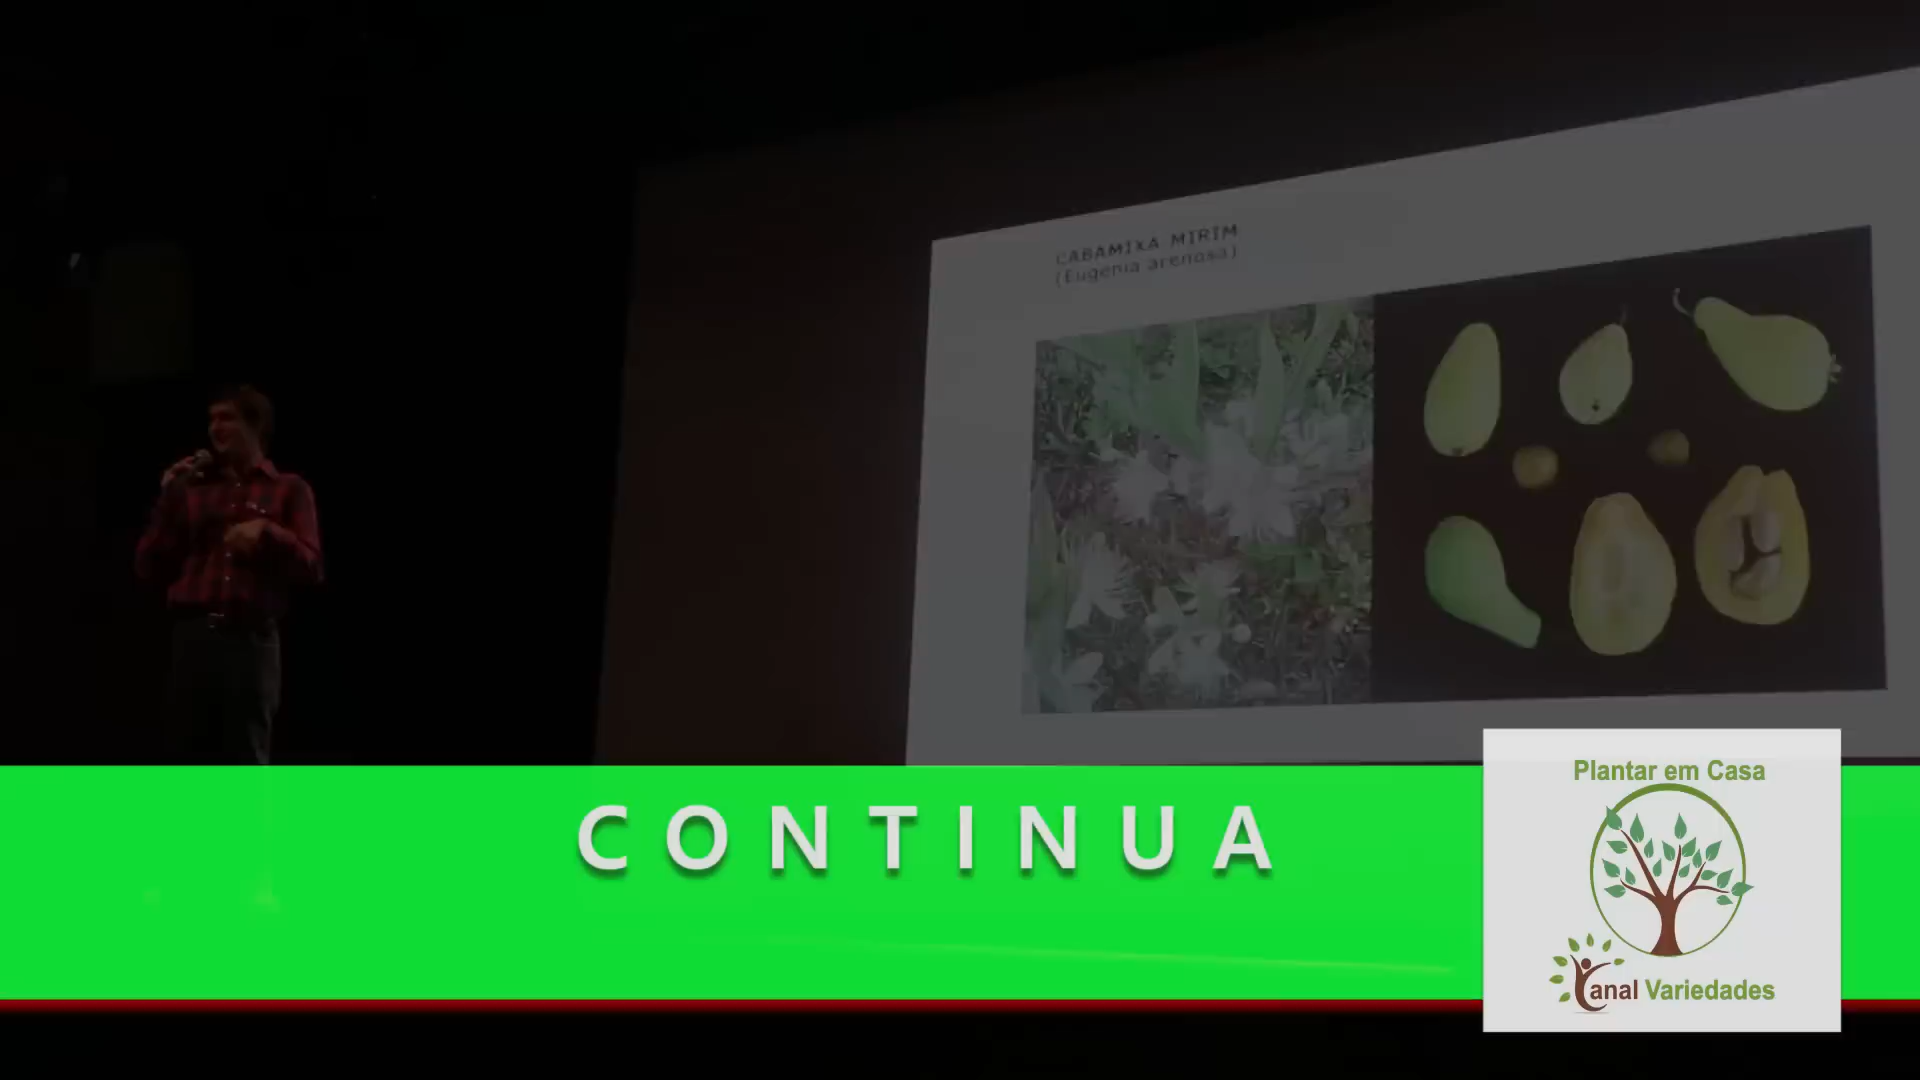 CABAMIXA MIRIM
(Eugenia arenosa)
CONTINUA
Plantar em Casa
Canal Variedades